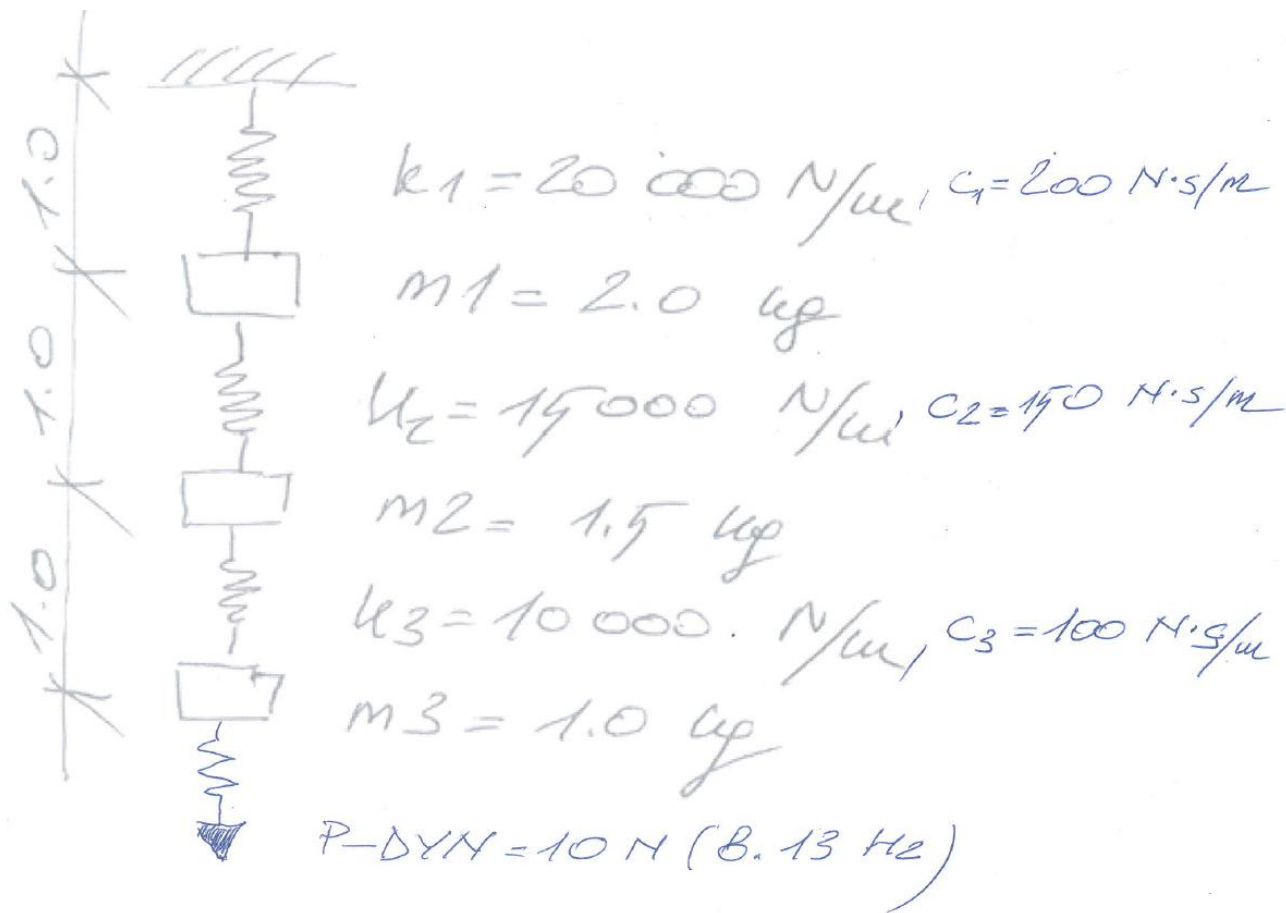 1.0
k1 = 20 000 N/m, C1 = 200 N·s/m
m1 = 2.0 kg
1.0
k2 = 15 000 N/m, C2 = 150 N·s/m
m2 = 1.5 kg
1.0
k3 = 10 000. N/m, C3 = 100 N·s/m
m3 = 1.0 kg
P-DYN = 10 N (8.13 Hz)